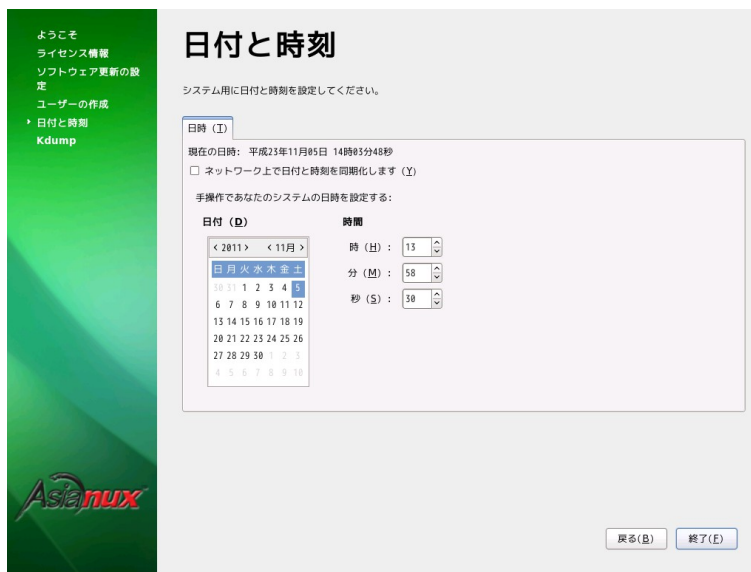 ようこそ
ライセンス情報
ソフトウェア更新の設
定
ユーザーの作成
日付と時刻
Kdump
日付と時刻
システム用に日付と時刻を設定してください。
日時 (T)
現在の日時: 平成23年11月05日 14時03分48秒
ネットワーク上で日付と時刻を同期化します (Y)
手操作であなたのシステムの日時を設定する:
日付 (D)
時間
< 2011 > < 11月 >
日 月 火 水 木 金 土
30 31 1 2 3 4 5
6 7 8 9 10 11 12
13 14 15 16 17 18 19
20 21 22 23 24 25 26
27 28 29 30 1 2 3
4 5 6 7 8 9 10
時 (H) : 13
分 (M) : 58
秒 (S) : 30
Asianux
戻る(B) 終了(F)